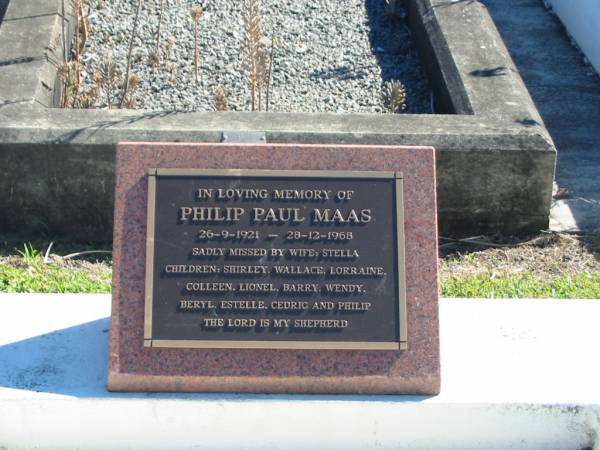 IN LOVING MEMORY OF
PHILIP PAUL MAAS
26-9-1921 — 28-12-1968
SADLY MISSED BY WIFE: STELLA
CHILDREN: SHIRLEY, WALLACE, LORRAINE,
COLLEEN, LIONEL, BARRY, WENDY,
BERYL, ESTELLE, CEDRIC AND PHILIP
THE LORD IS MY SHEPHERD